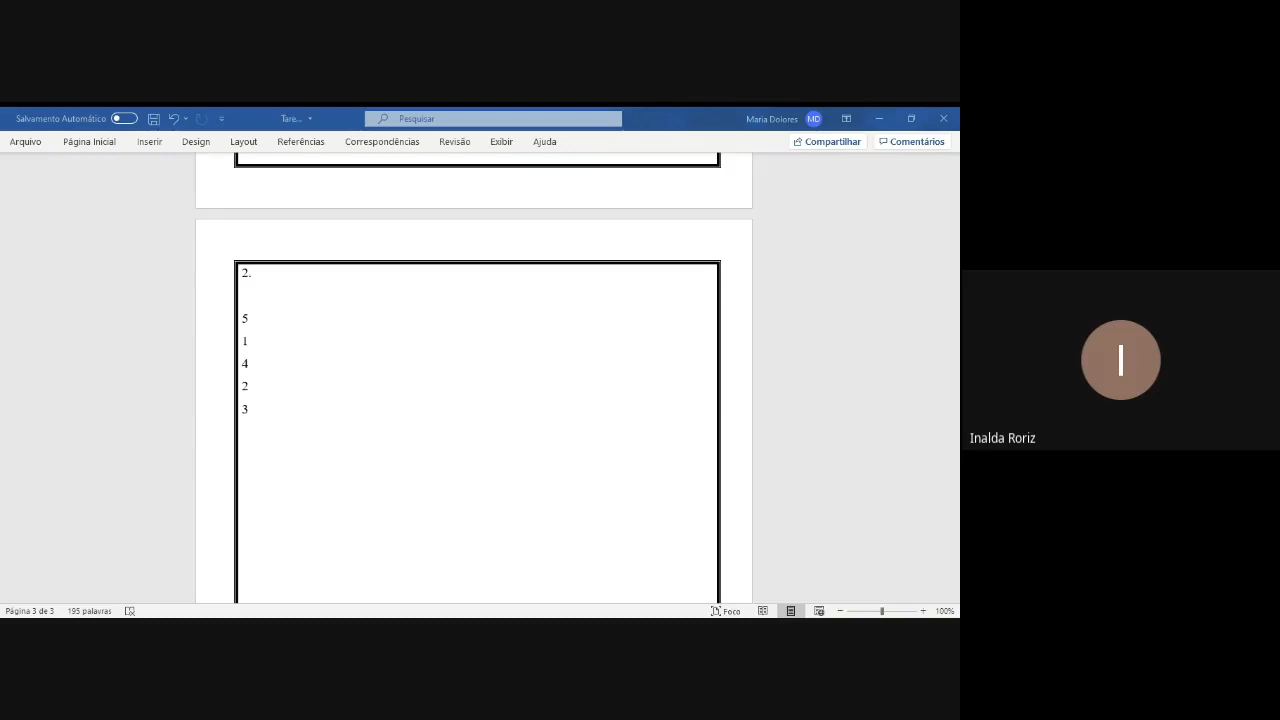 Salvamento Automático
Tare...
Pesquisar
Maria Dolores
MD
Arquivo
Página Inicial
Inserir
Design
Layout
Referências
Correspondências
Revisão
Exibir
Ajuda
Compartilhar
Comentários
2.
5
1
4
2
3
I
Inalda Roriz
Página 3 de 3
195 palavras
Foco
100%